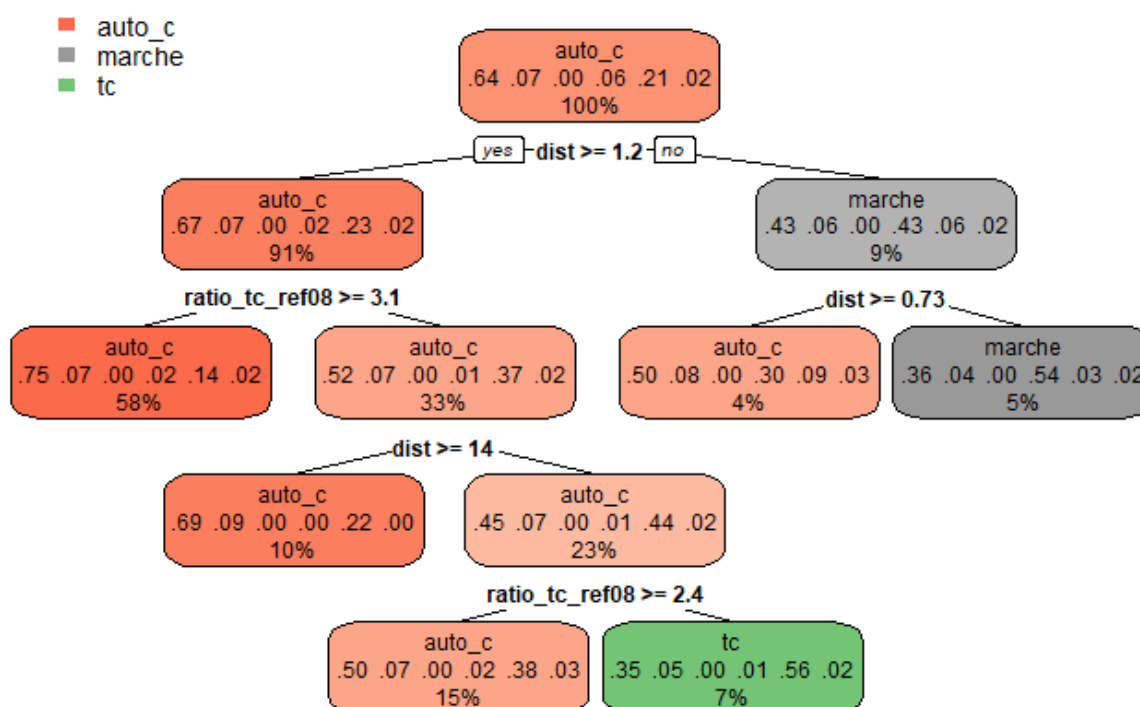 auto_c
marche
tc
auto_c
.64 .07 .00 .06 .21 .02
100%
yes dist >= 1.2 no
auto_c
.67 .07 .00 .02 .23 .02
91%
marche
.43 .06 .00 .43 .06 .02
9%
ratio_tc_ref08 >= 3.1
dist >= 0.73
auto_c
.75 .07 .00 .02 .14 .02
58%
auto_c
.52 .07 .00 .01 .37 .02
33%
auto_c
.50 .08 .00 .30 .09 .03
4%
marche
.36 .04 .00 .54 .03 .02
5%
dist >= 14
auto_c
.69 .09 .00 .00 .22 .00
10%
auto_c
.45 .07 .00 .01 .44 .02
23%
ratio_tc_ref08 >= 2.4
auto_c
.50 .07 .00 .02 .38 .03
15%
tc
.35 .05 .00 .01 .56 .02
7%